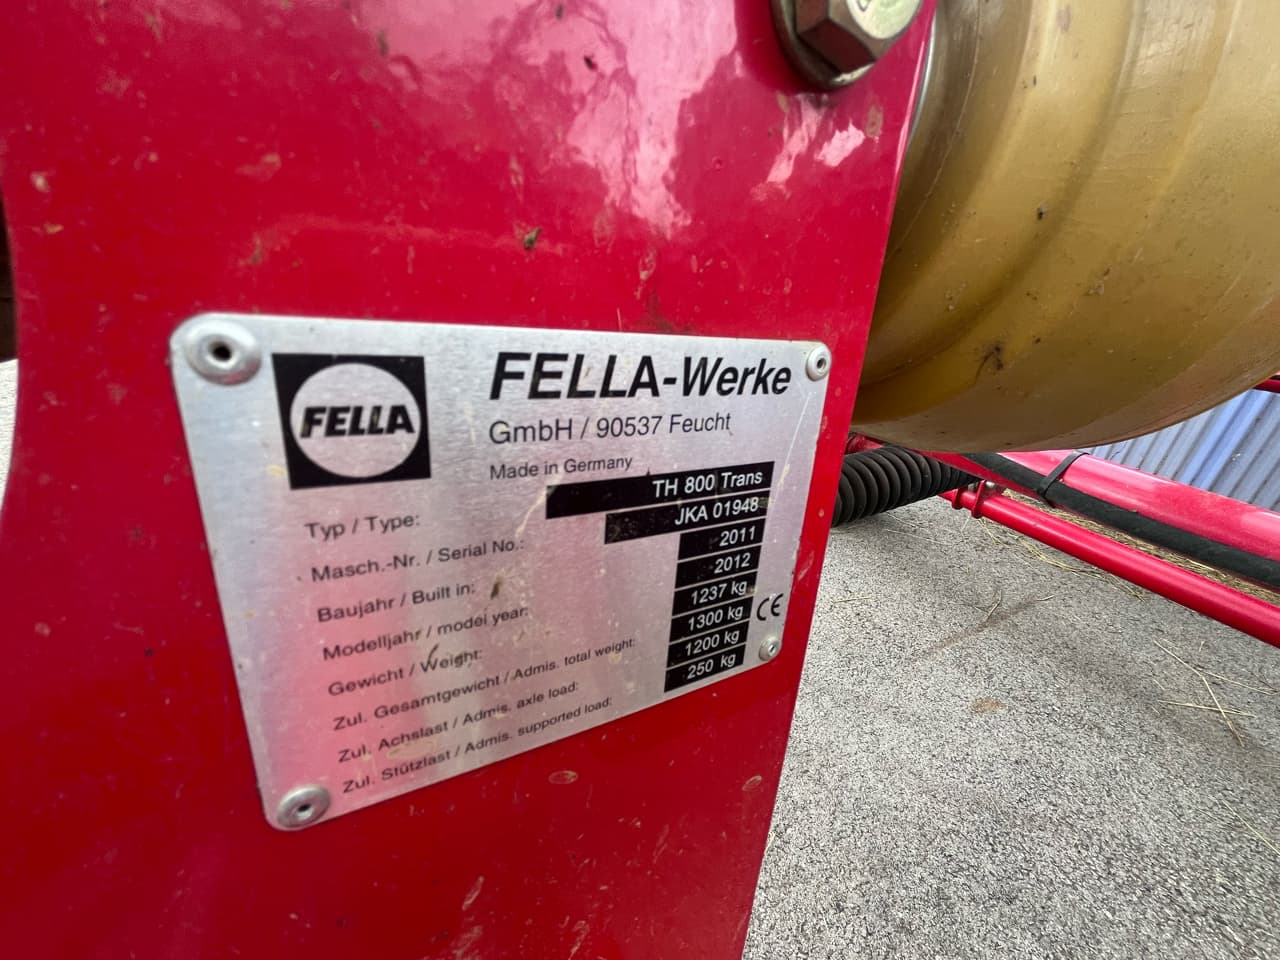 FELLA
FELLA-Werke
GmbH / 90537 Feucht
Made in Germany
Typ / Type: TH 800 Trans
Masch.-Nr. / Serial No.: JKA 01948
Baujahr / Built in: 2011
Modelljahr / model year: 2012
Gewicht / Weight: 1237 kg
Zul. Gesamtgewicht / Admis. total weight: 1300 kg
Zul. Achslast / Admis. axle load: 1200 kg
Zul. Stützlast / Admis. supported load: 250 kg
CE